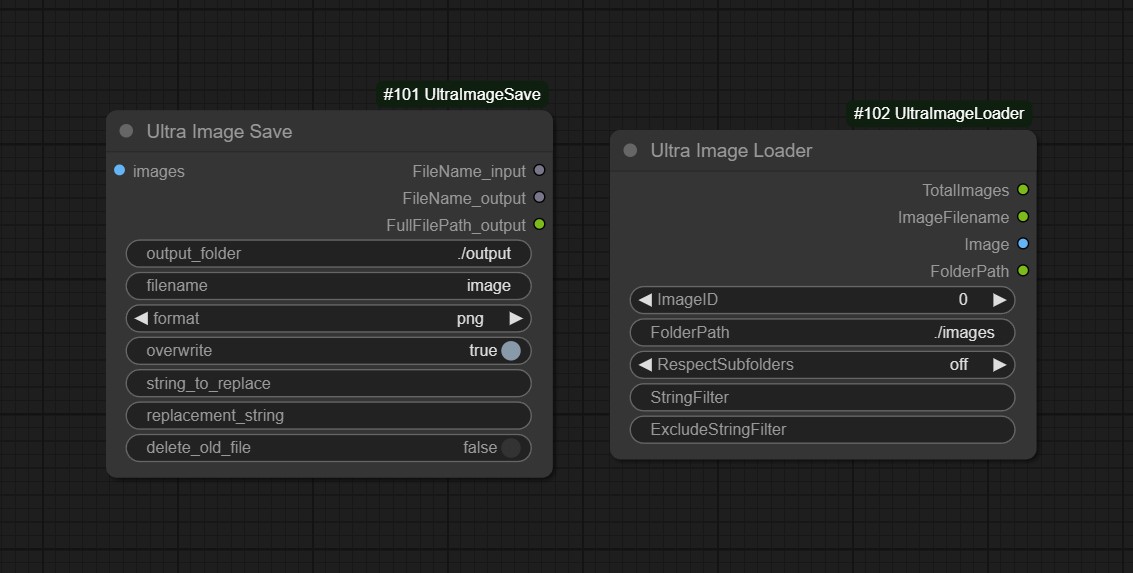 #101 UltraImageSave
Ultra Image Save
images
FileName_input
FileName_output
FullFilePath_output
output_folder ./output
filename image
format png
overwrite true
string_to_replace
replacement_string
delete_old_file false
#102 UltraImageLoader
Ultra Image Loader
TotalImages
ImageFilename
Image
FolderPath
ImageID 0
FolderPath ./images
RespectSubfolders off
StringFilter
ExcludeStringFilter